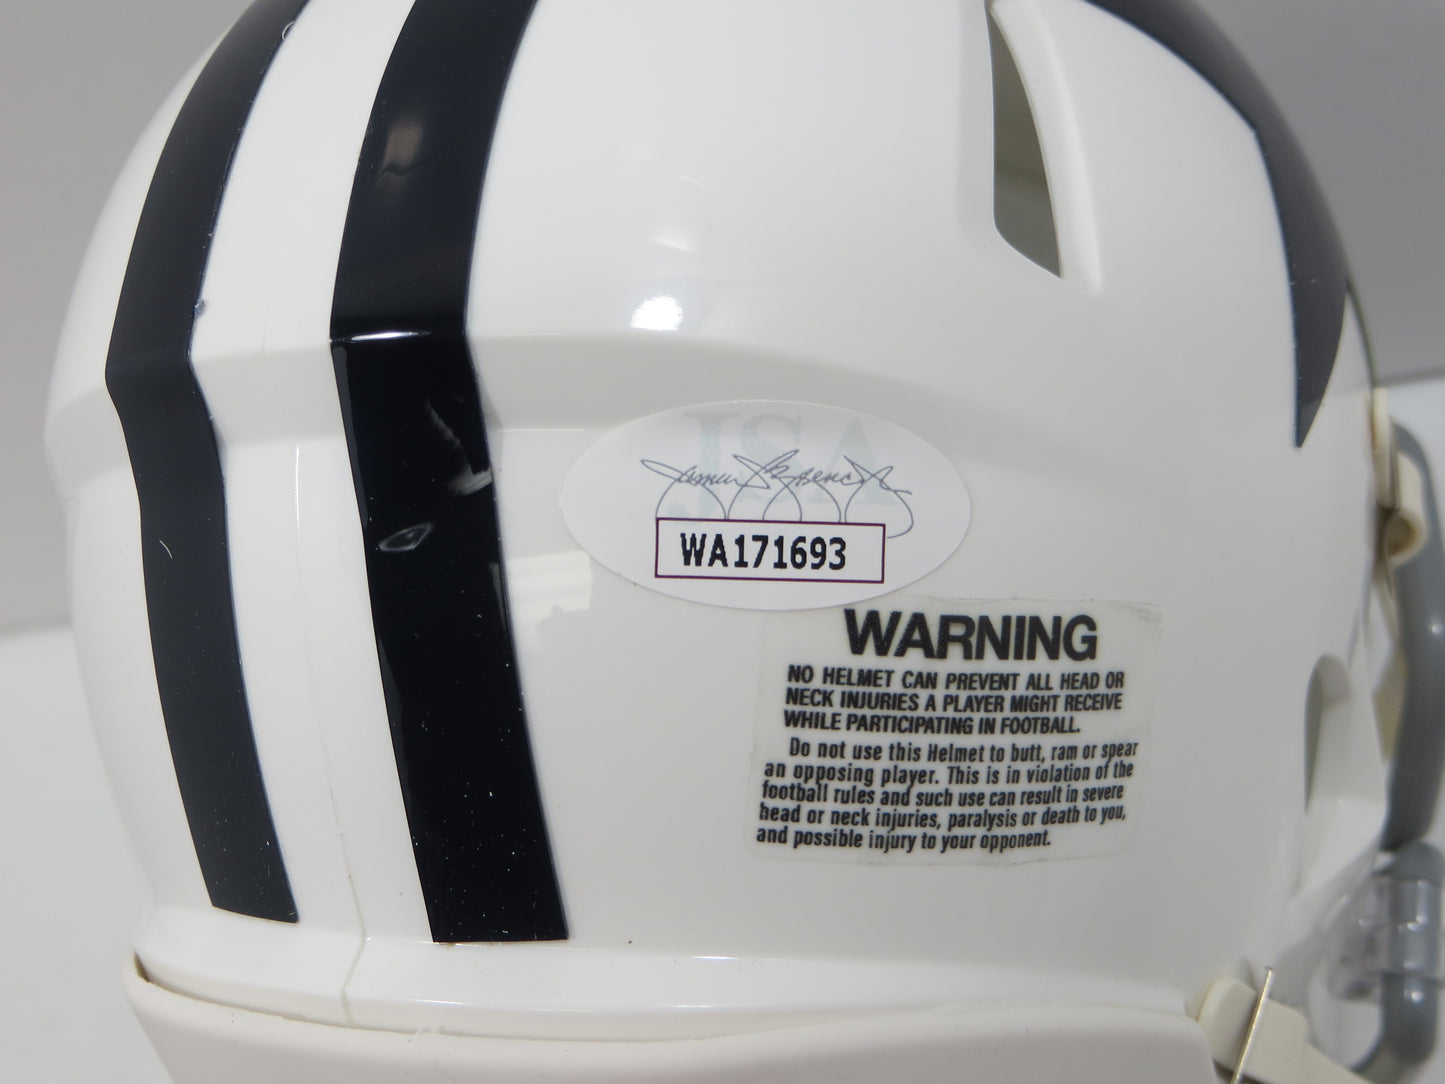 JSA
James Spence Jr
WA171693
WARNING
NO HELMET CAN PREVENT ALL HEAD OR
NECK INJURIES A PLAYER MIGHT RECEIVE
WHILE PARTICIPATING IN FOOTBALL.
Do not use this Helmet to butt, ram or spear
an opposing player. This is in violation of the
football rules and such use can result in severe
head or neck injuries, paralysis or death to you,
and possible injury to your opponent.